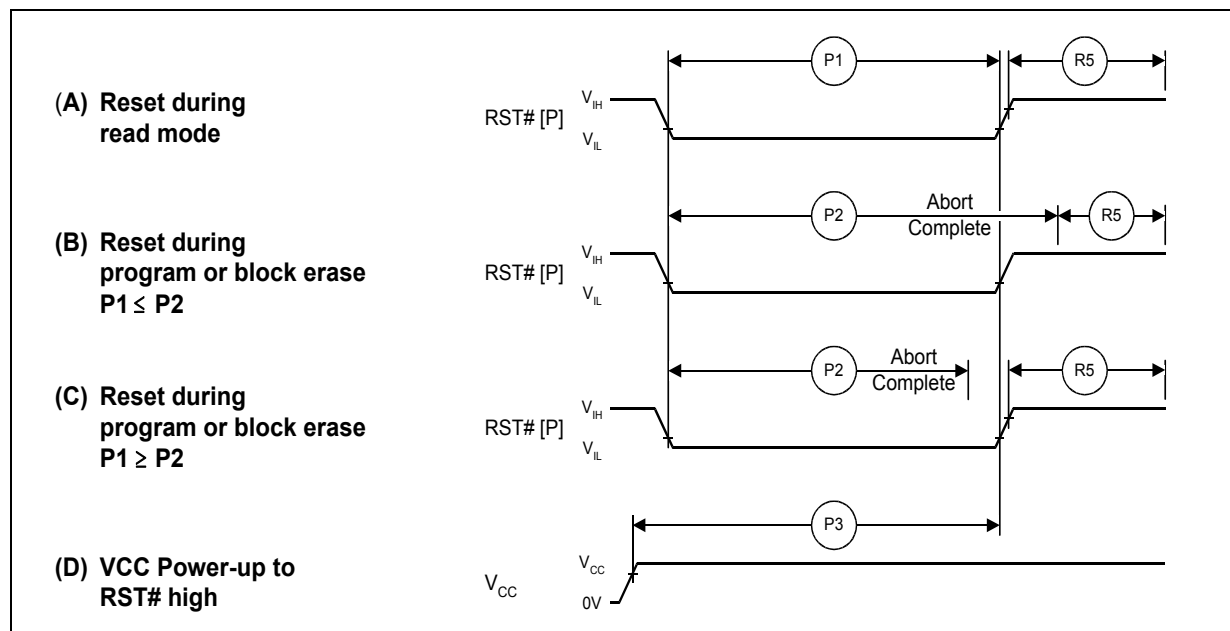 P1
R5
(A) Reset during
read mode
RST# [P]
VIH
VIL
P2
Abort
Complete
R5
(B) Reset during
program or block erase
P1 ≤ P2
RST# [P]
VIH
VIL
P2
Abort
Complete
R5
(C) Reset during
program or block erase
P1 ≥ P2
RST# [P]
VIH
VIL
P3
(D) VCC Power-up to
RST# high
VCC
VCC
0V